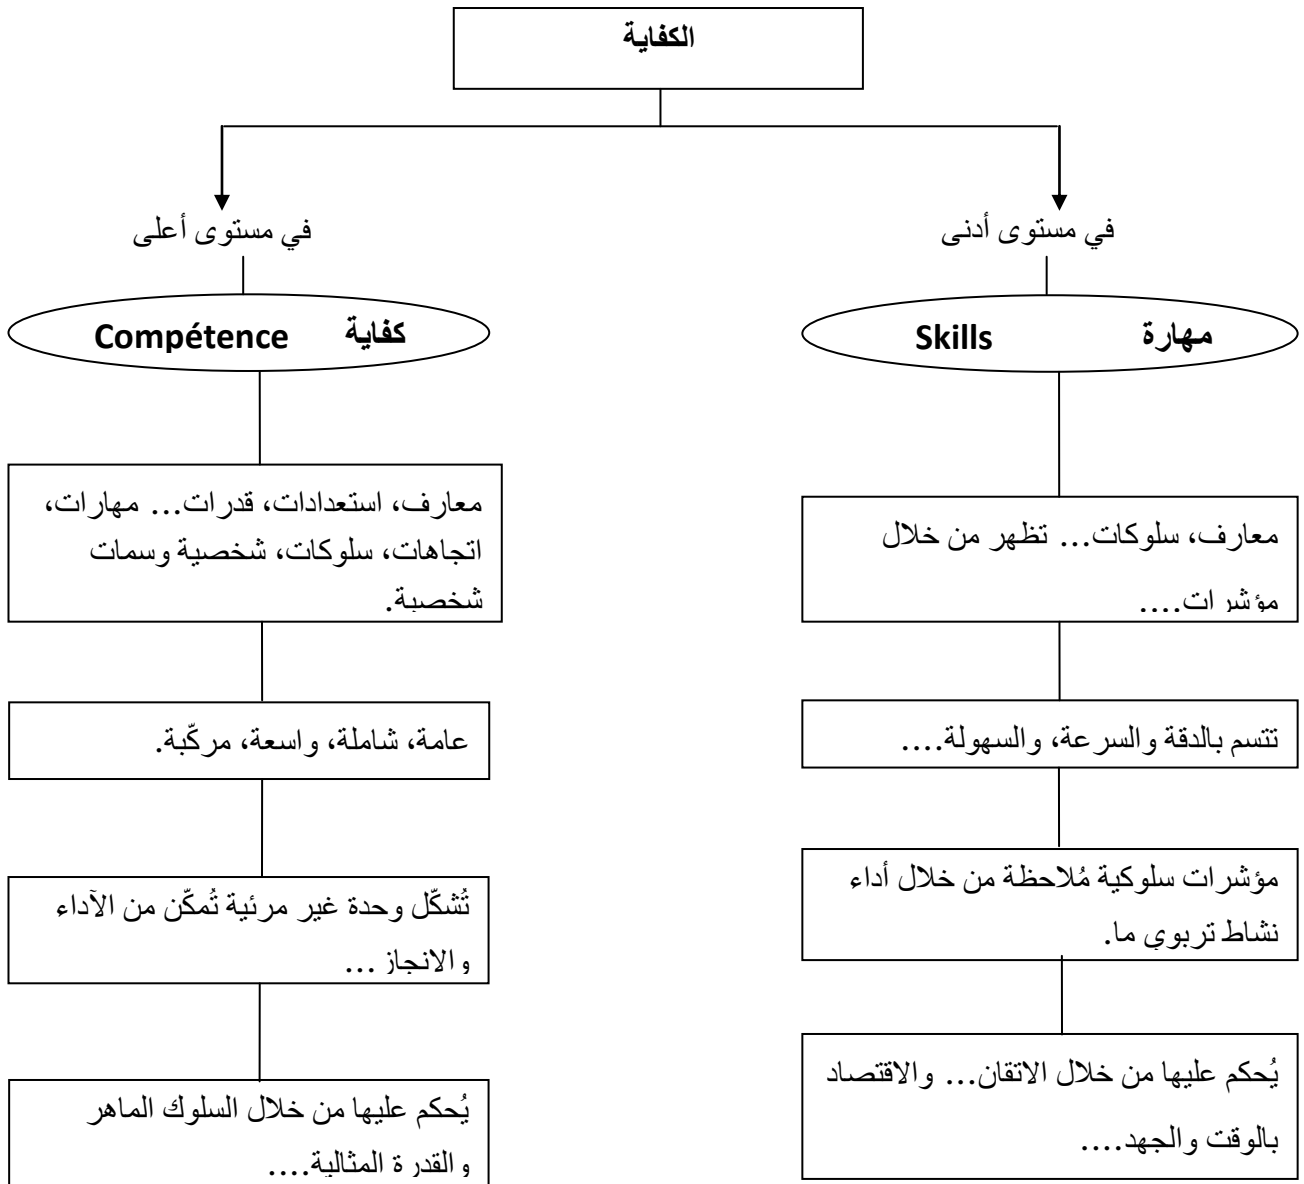 الكفاية
في مستوى أدنى
في مستوى أعلى
مهارة Skills
كفاية Compétence
معارف، سلوكات... تظهر من خلال
مؤشرات....
تتسم بالدقة والسرعة، والسهولة....
مؤشرات سلوكية مُلاحظة من خلال أداء
نشاط تربوي ما.
يُحكم عليها من خلال الاتقان... والاقتصاد
بالوقت والجهد....
معارف، استعدادات، قدرات... مهارات،
اتجاهات، سلوكات، شخصية وسمات
شخصية.
عامة، شاملة، واسعة، مركّبة.
تُشكّل وحدة غير مرئية تُمكّن من الآداء
والانجاز...
يُحكم عليها من خلال السلوك الماهر
والقدرة المثالية....